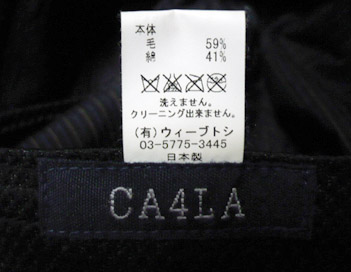 本体
毛 59%
綿 41%
洗えません。
クリーニング出来ません。
(有)ウィーブトシ
03-5775-3445
日本製
CA4LA